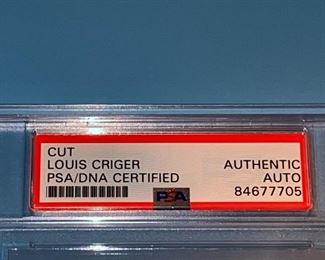 CUT
LOUIS CRIGER AUTHENTIC
PSA/DNA CERTIFIED AUTO
84677705
PSA